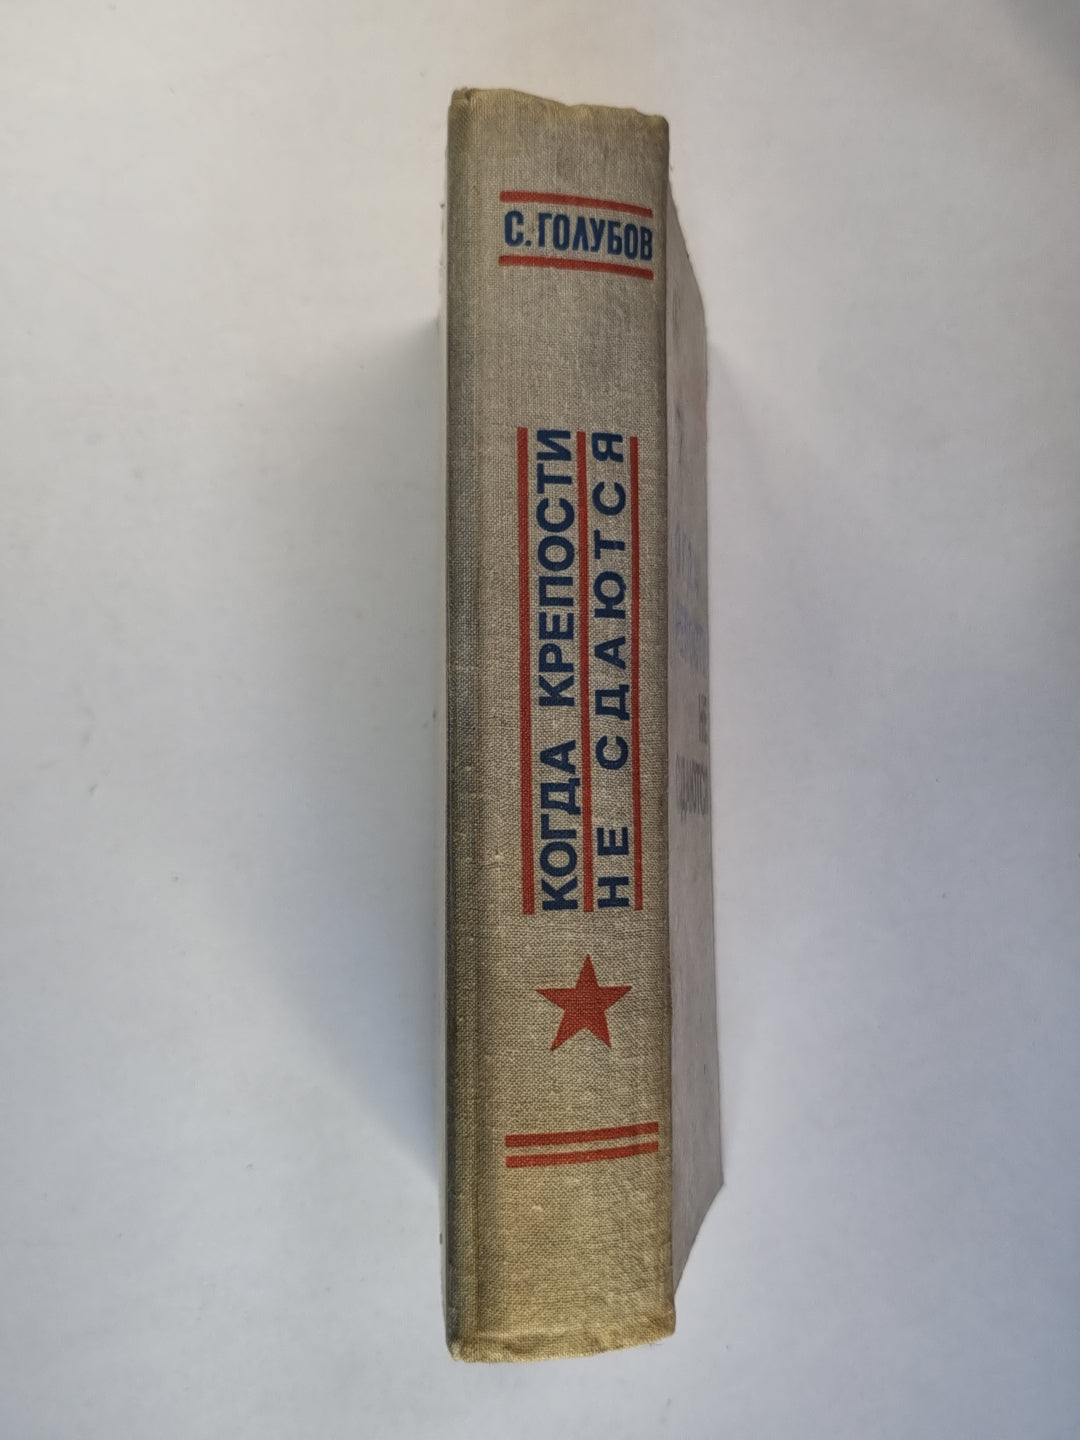 С. ГОЛУБОВ
КОГДА КРЕПОСТИ
НЕ СДАЮТСЯ